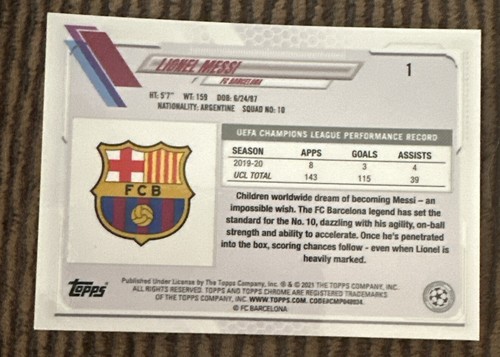 LIONEL MESSI
1
FC BARCELONA
HT: 5'7" WT: 159 DOB: 6/24/87
NATIONALITY: ARGENTINE SQUAD NO.: 10
UEFA CHAMPIONS LEAGUE PERFORMANCE RECORD
SEASON APPS GOALS ASSISTS
2019-20 8 3 4
UCL TOTAL 143 115 39
FCB
Children worldwide dream of becoming Messi – an
impossible wish. The FC Barcelona legend has set the
standard for the No. 10, dazzling with his agility, on-ball
strength and ability to accelerate. Once he's penetrated
into the box, scoring chances follow - even when Lionel is
heavily marked.
Topps
Published Under License by The Topps Company, Inc. ® & © 2021 The Topps Company, Inc.
ALL RIGHTS RESERVED. TOPPS AND TOPPS CHROME ARE REGISTERED TRADEMARKS
OF THE TOPPS COMPANY, INC. WWW.TOPPS.COM.
© FC BARCELONA